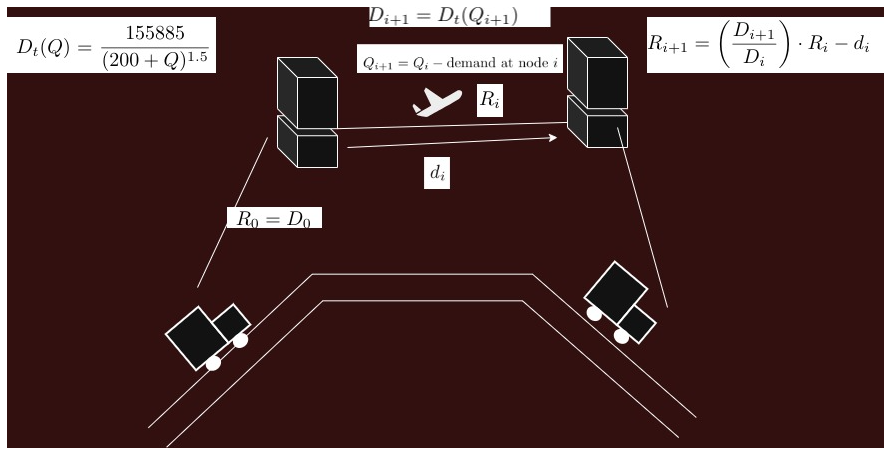 D_{i+1} = D_t(Q_{i+1})
D_t(Q) = \frac{155885}{(200 + Q)^{1.5}}
R_{i+1} = \left( \frac{D_{i+1}}{D_i} \right) \cdot R_i - d_i
Q_{i+1} = Q_i - demand at node i
R_i
d_i
R_0 = D_0